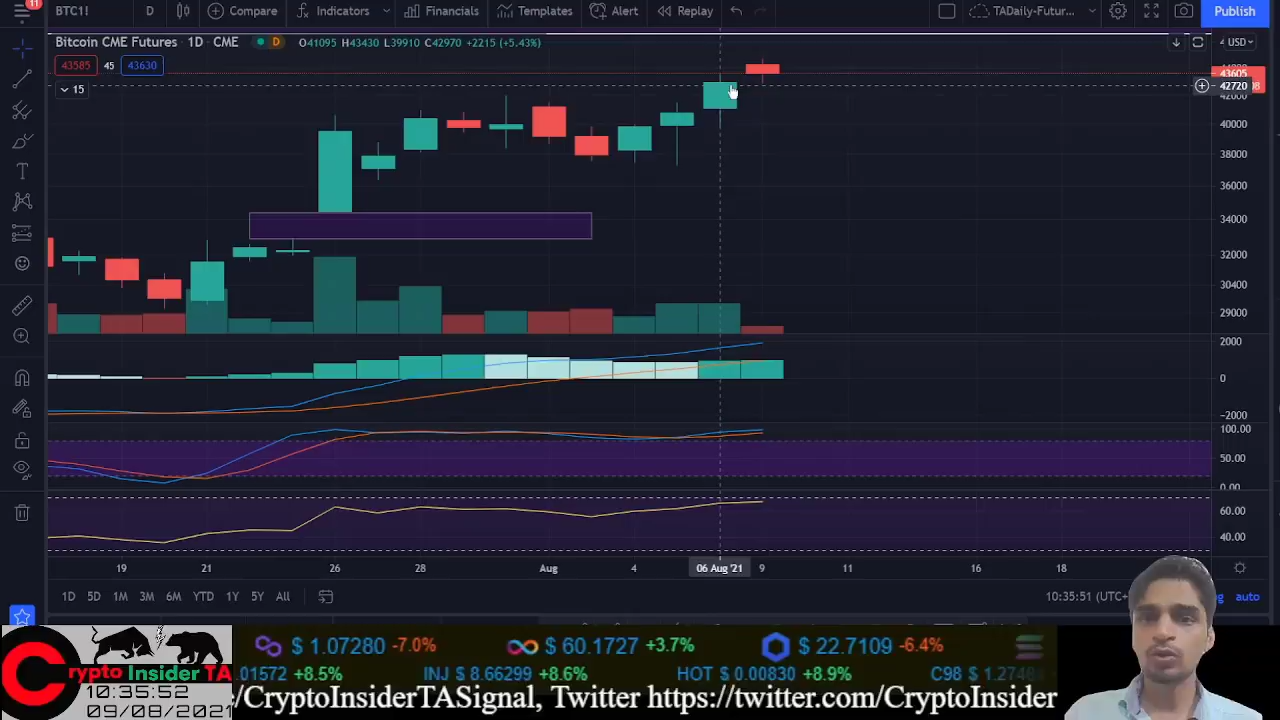 11
BTC1!
D
Compare
Indicators
Financials
Templates
Alert
Replay
TADaily-Futur...
Publish
Bitcoin CME Futures · 1D · CME
D
O41095 H43430 L39910 C42970 +2215 (+5.43%)
USD
43585
45
43630
15
43605
42720
42000
40000
38000
36000
34000
32000
30400
29000
2000
0
−2000
100.00
50.00
0.00
60.00
40.00
19
21
26
28
Aug
4
06 Aug '21
9
11
16
18
1D
5D
1M
3M
6M
YTD
1Y
5Y
All
10:35:51 (UTC+
auto
Crypto Insider TA
10:35:52
09/08/2021
$ 1.07280 -7.0%
$ 60.1727 +3.7%
$ 22.7109 -6.4%
.01572 +8.5%
INJ $ 8.66299 +8.6%
HOT $ 0.00830 +8.9%
C98 $ 1.2748
/CryptoInsiderTASignal, Twitter https://twitter.com/CryptoInsider